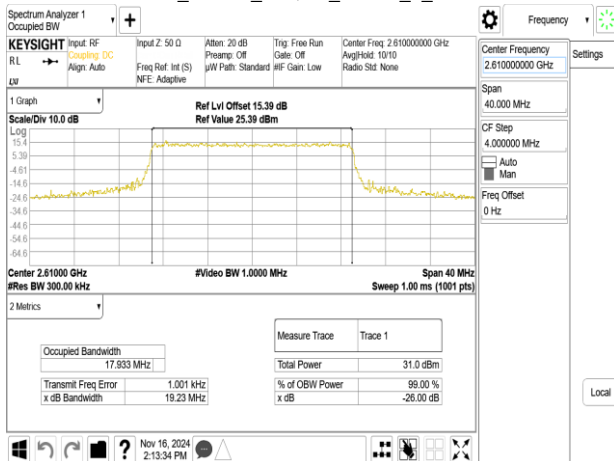 Spectrum Analyzer 1
Occupied BW
KEYSIGHT
RL
Input: RF
Coupling: DC
Align: Auto
Input Z: 50 Ω
Freq Ref: Int (S)
NFE: Adaptive
Atten: 20 dB
Preamp: Off
µW Path: Standard
Trig: Free Run
Gate: Off
#IF Gain: Low
Center Freq: 2.610000000 GHz
Avg|Hold: 10/10
Radio Std: None
Frequency
Settings
Center Frequency
2.610000000 GHz
Span
40.000 MHz
CF Step
4.000000 MHz
Auto
Man
Freq Offset
0 Hz
Local
1 Graph
Scale/Div 10.0 dB
Ref Lvl Offset 15.39 dB
Ref Value 25.39 dBm
Log
15.4
5.39
-4.61
-14.6
-24.6
-34.6
-44.6
-54.6
-64.6
Center 2.61000 GHz
#Res BW 300.00 kHz
#Video BW 1.0000 MHz
Span 40 MHz
Sweep 1.00 ms (1001 pts)
2 Metrics
Measure Trace Trace 1
Occupied Bandwidth
17.933 MHz
Total Power 31.0 dBm
Transmit Freq Error 1.001 kHz
% of OBW Power 99.00 %
x dB Bandwidth 19.23 MHz
x dB -26.00 dB
?
Nov 16, 2024
2:13:34 PM